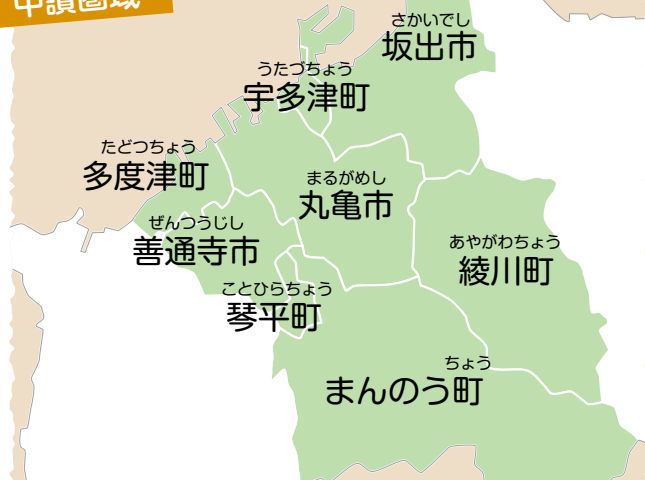 中讃圏域
さかいでし
坂出市
うたづちょう
宇多津町
たどつちょう
多度津町
まるがめし
丸亀市
ぜんつうじし
善通寺市
あやがわちょう
綾川町
ことひらちょう
琴平町
ちょう
まんのう町